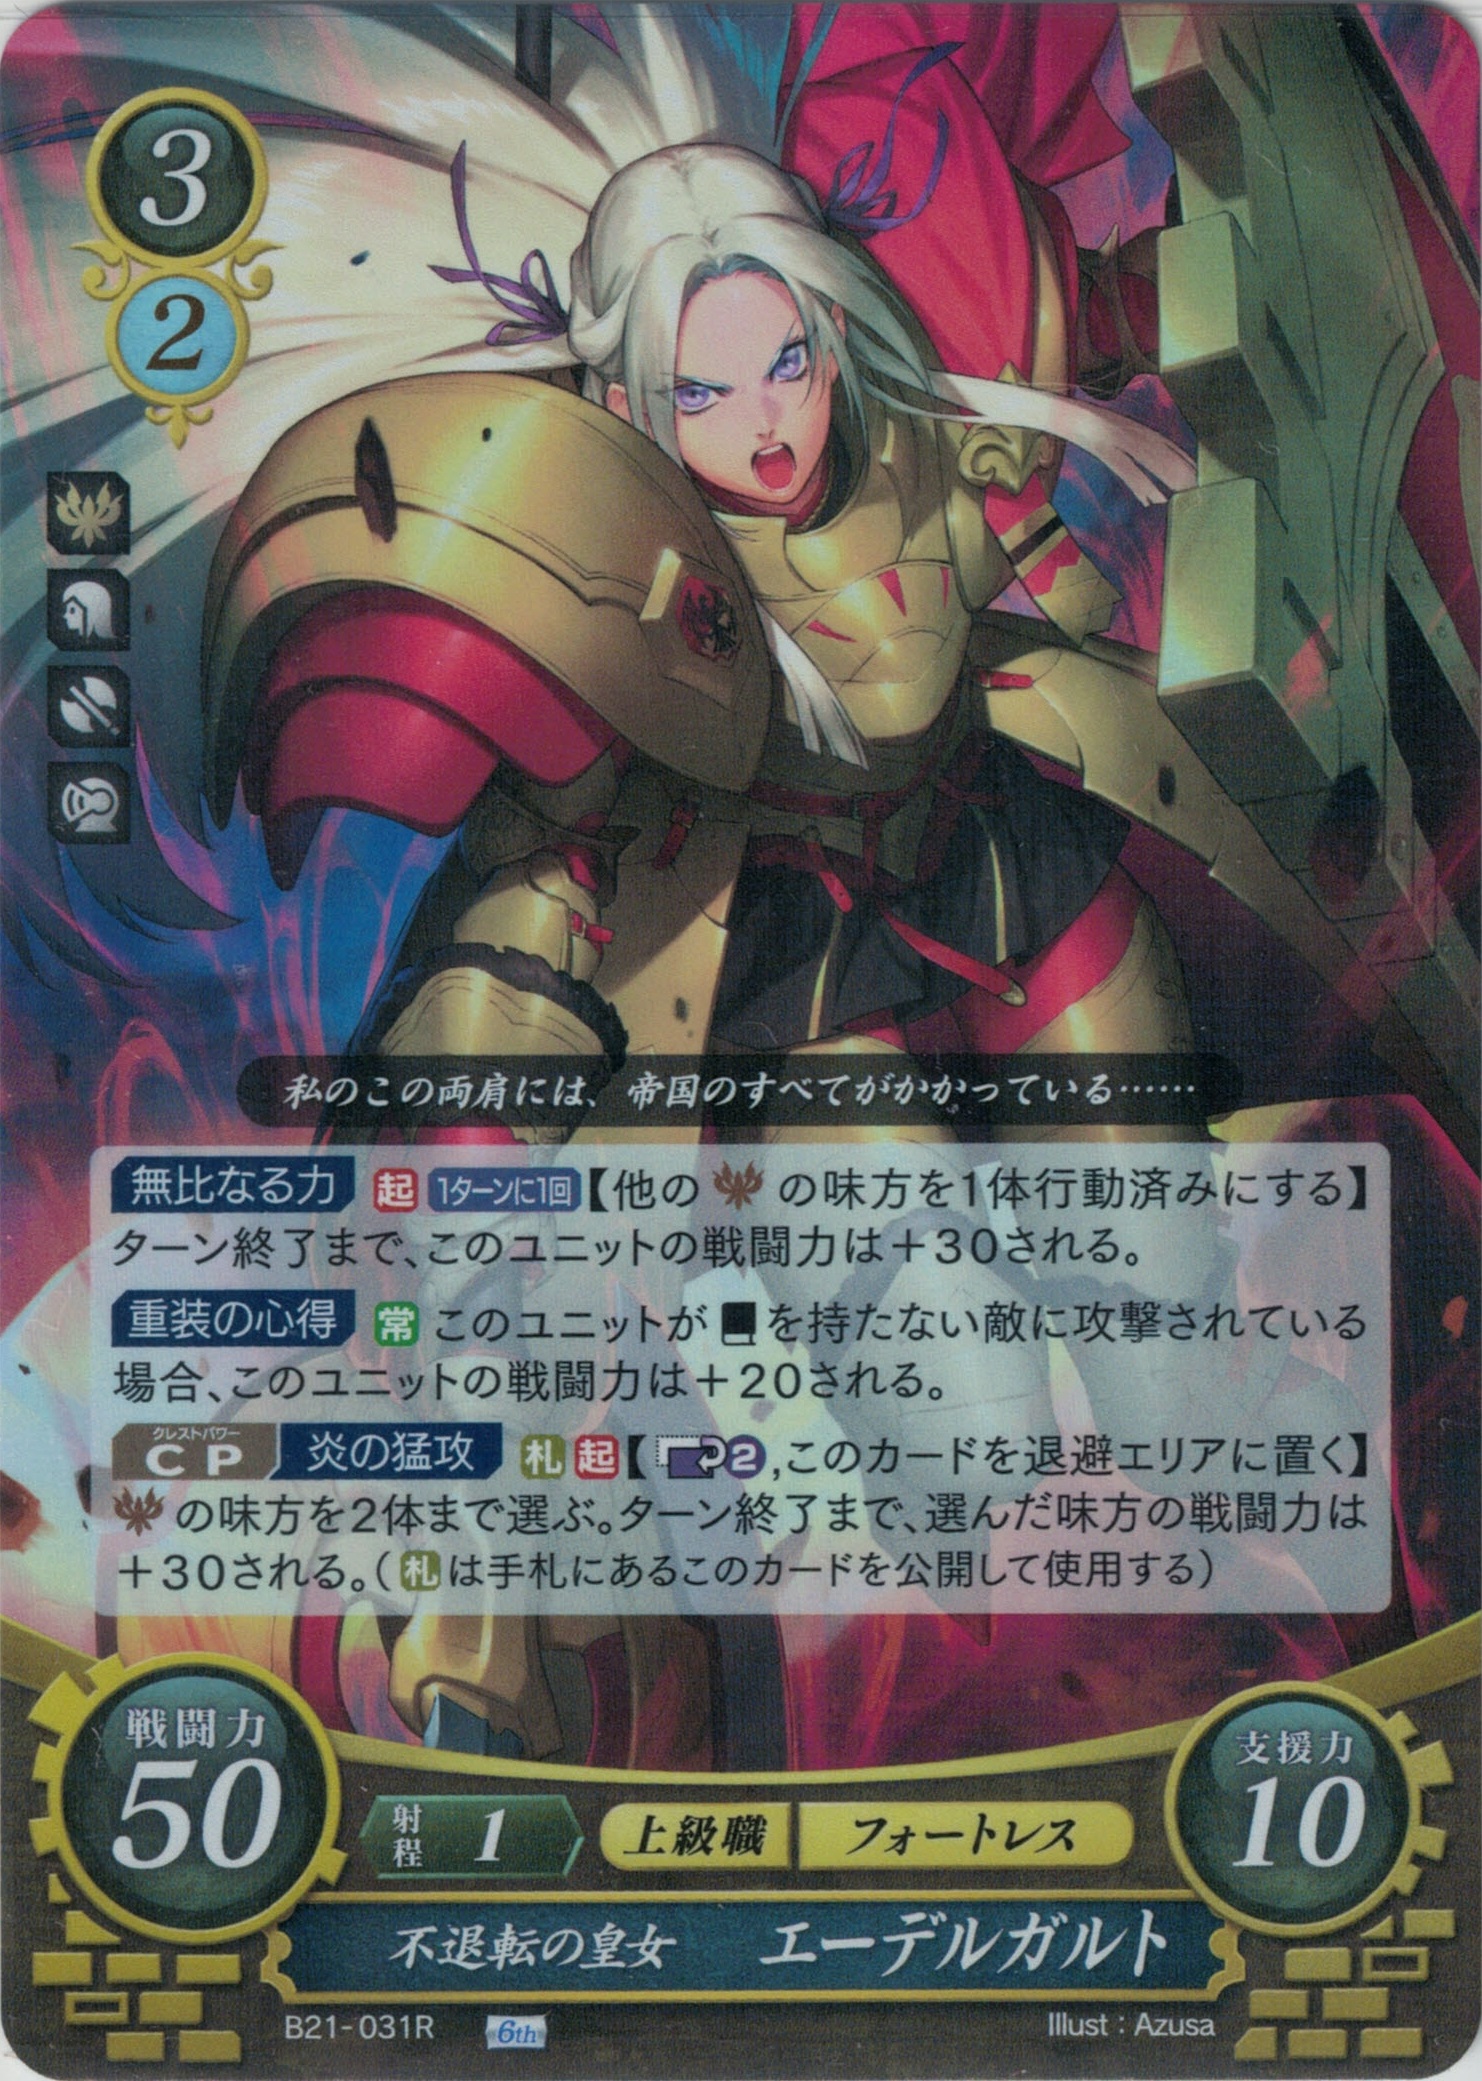 3
2
私のこの両肩には、帝国のすべてがかかっている……
無比なる力 起 1ターンに1回【他の の味方を1体行動済みにする】
ターン終了まで、このユニットの戦闘力は＋30される。
重装の心得 常 このユニットが を持たない敵に攻撃されている
場合、このユニットの戦闘力は＋20される。
クレストパワー
CP 炎の猛攻 札 起【 2,このカードを退避エリアに置く】
の味方を2体まで選ぶ。ターン終了まで、選んだ味方の戦闘力は
＋30される。（札は手札にあるこのカードを公開して使用する）
戦闘力
50
射程 1
上級職 フォートレス
支援力
10
不退転の皇女 エーデルガルト
B21-031R 6th Illust：Azusa